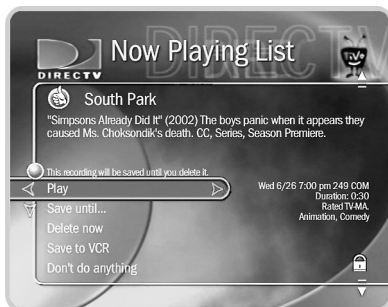 DIRECTV
Now Playing List
TiVo
DIRECTV
South Park
"Simpsons Already Did It" (2002) The boys panic when it appears they
caused Ms. Choksondik's death. CC, Series, Season Premiere.
This recording will be saved until you delete it.
Play
Save until...
Delete now
Save to VCR
Don't do anything
Wed 6/26 7:00 pm 249 COM
Duration: 0:30
Rated TV-MA.
Animation, Comedy